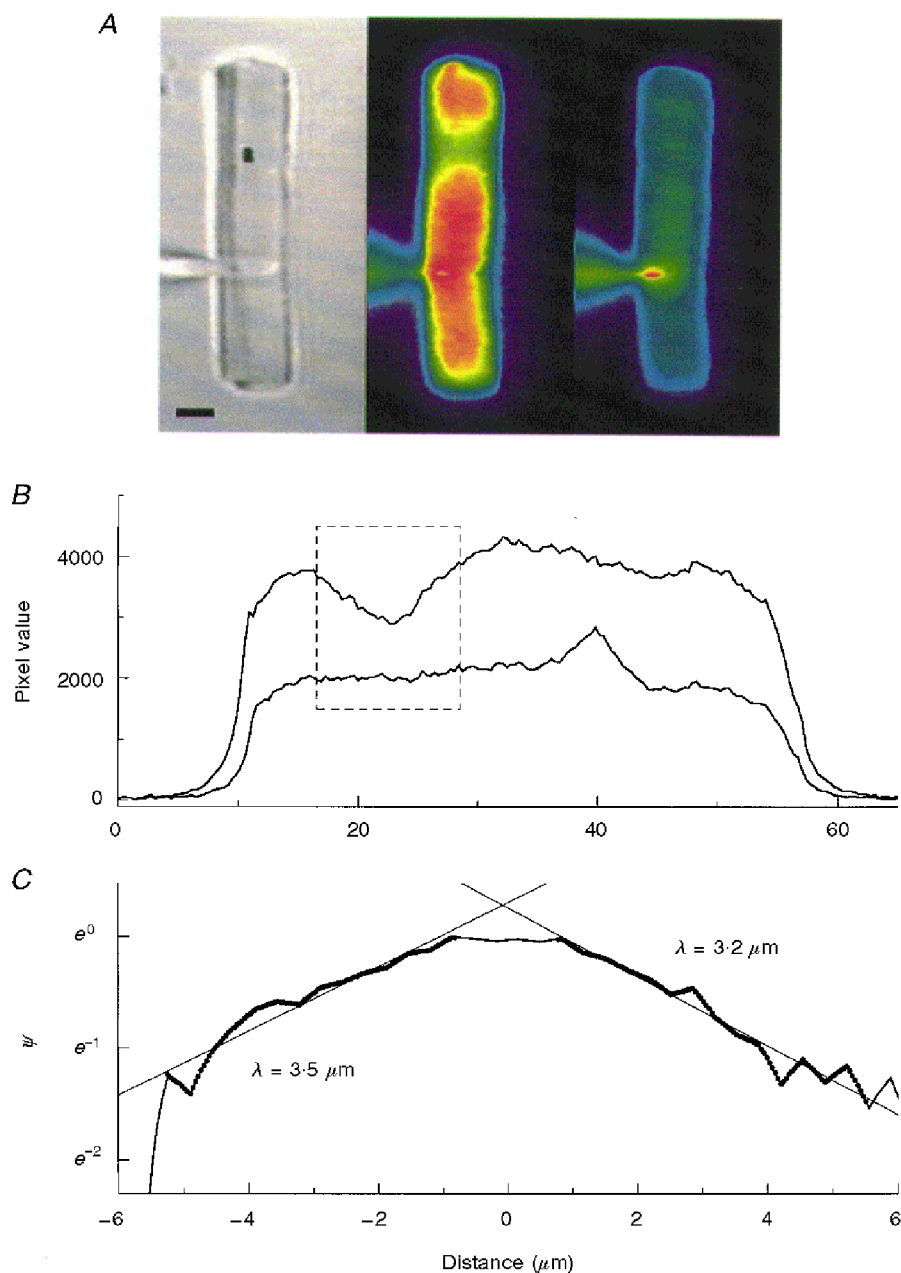 A
B
4000
2000
0
Pixel value
0 20 40 60
C
e0
e–1
e–2
ψ
λ = 3·2 μm
λ = 3·5 μm
–6 –4 –2 0 2 4 6
Distance (μm)